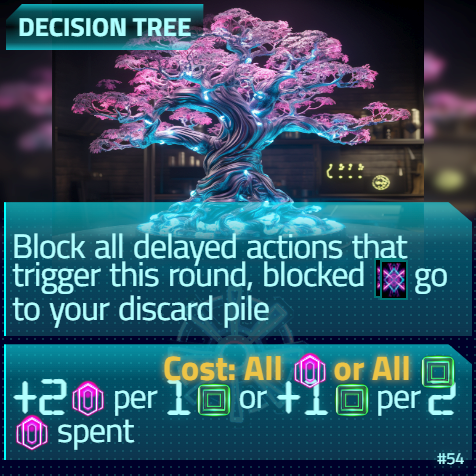 DECISION TREE
Block all delayed actions that
trigger this round, blocked go
to your discard pile
Cost: All or All
+2 per 1 or +1 per 2
spent
#54